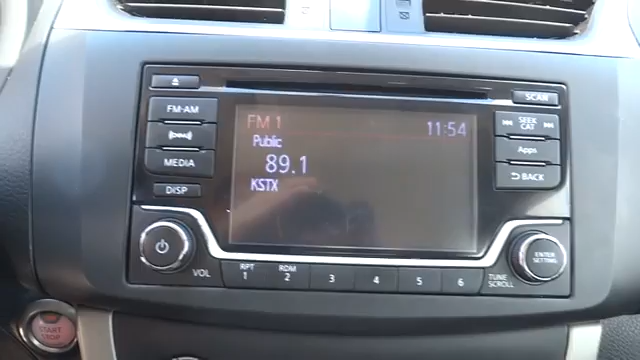 SCAN
FM-AM
MEDIA
DISP
FM 1
11:54
Public
89.1
KSTX
SEEK
CAT
Apps
BACK
VOL
RPT
1
RDM
2
3
4
5
6
TUNE
SCROLL
ENTER
SETTING
START
STOP